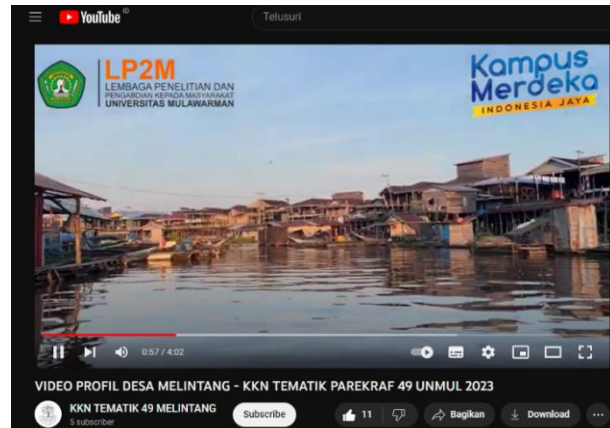 YouTube ID
Telusuri
LP2M
LEMBAGA PENELITIAN DAN
PENGABDIAN KEPADA MASYARAKAT
UNIVERSITAS MULAWARMAN
Kampus
Merdeka
INDONESIA JAYA
0:57 / 4:02
VIDEO PROFIL DESA MELINTANG - KKN TEMATIK PAREKRAF 49 UNMUL 2023
KKN TEMATIK 49 MELINTANG
5 subscriber
Subscribe
11
Bagikan
Download